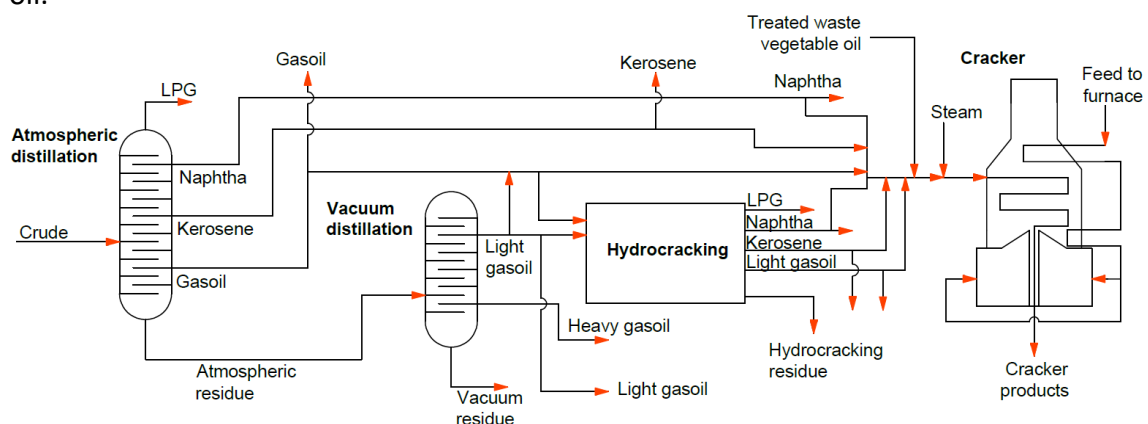 oil.
Treated waste
vegetable oil
Gasoil
Kerosene
Cracker
LPG
Naphtha
Feed to
furnace
Steam
Atmospheric
distillation
Naphtha
Vacuum
distillation
LPG
Naphtha
Kerosene
Light gasoil
Kerosene
Crude
Light
gasoil
Hydrocracking
Gasoil
Heavy gasoil
Hydrocracking
residue
Atmospheric
residue
Light gasoil
Cracker
products
Vacuum
residue